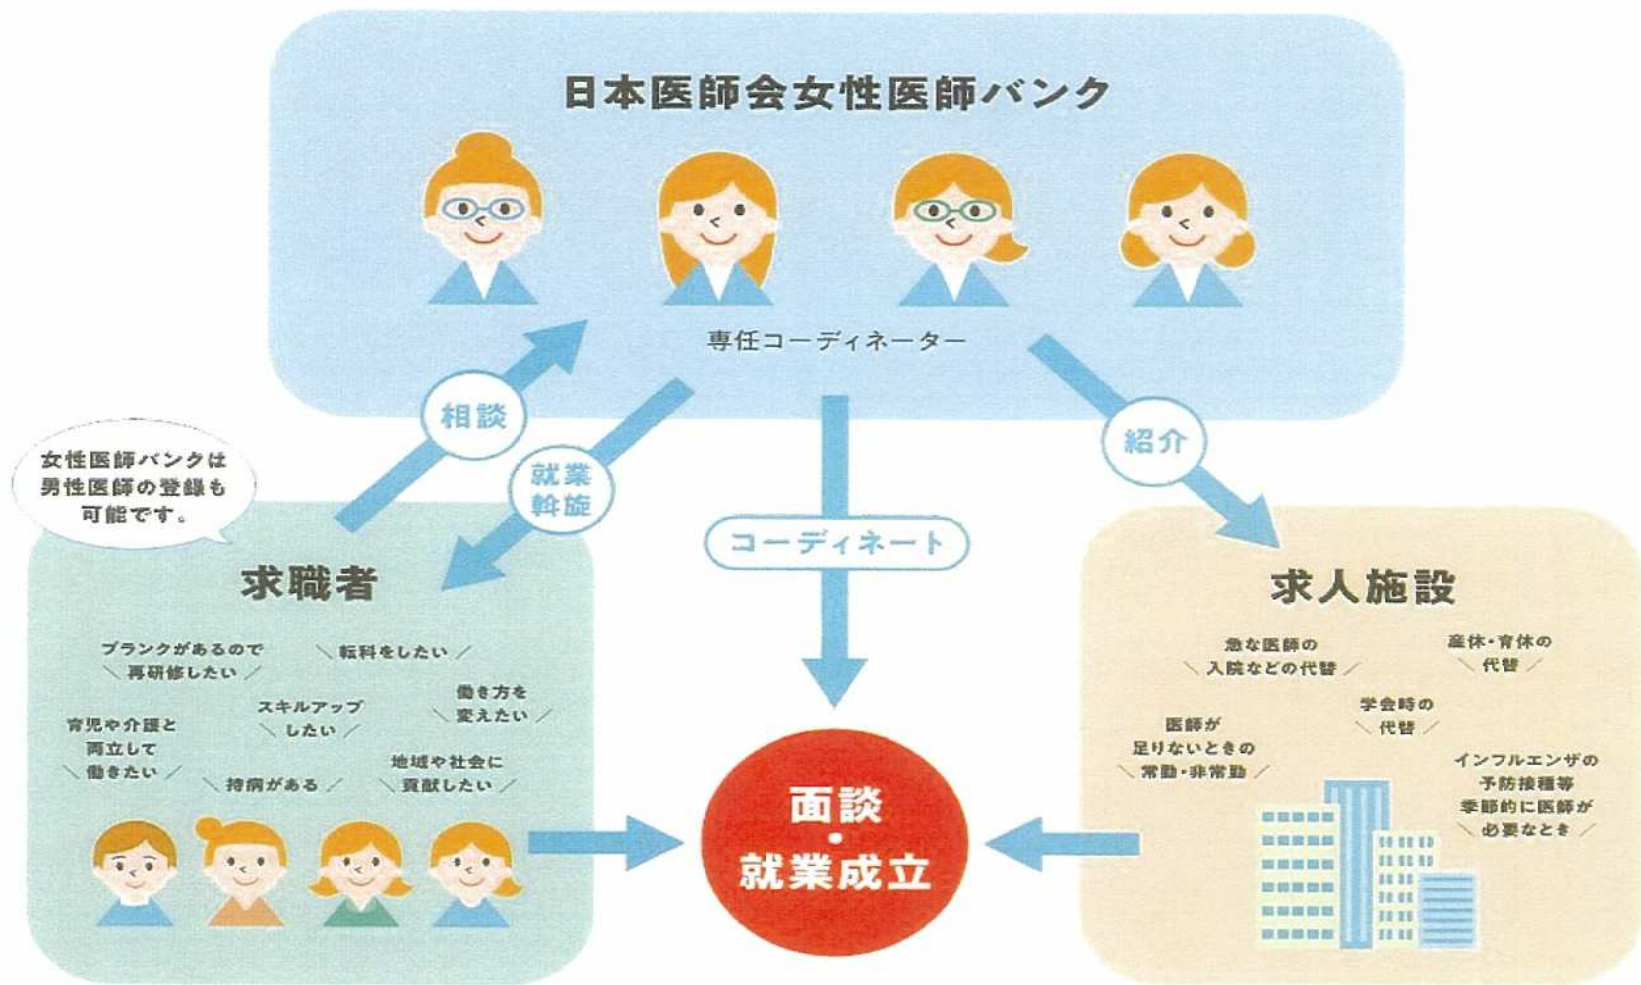 日本医師会女性医師バンク
専任コーディネーター
相談
就業
斡旋
コーディネート
紹介
女性医師バンクは
男性医師の登録も
可能です。
求職者
ブランクがあるので
再研修したい
転科をしたい
スキルアップ
したい
働き方を
変えたい
育児や介護と
両立して
働きたい
持病がある
地域や社会に
貢献したい
面談
・
就業成立
求人施設
急な医師の
入院などの代替
産休・育休の
代替
学会時の
代替
医師が
足りないときの
常勤・非常勤
インフルエンザの
予防接種等
季節的に医師が
必要なとき